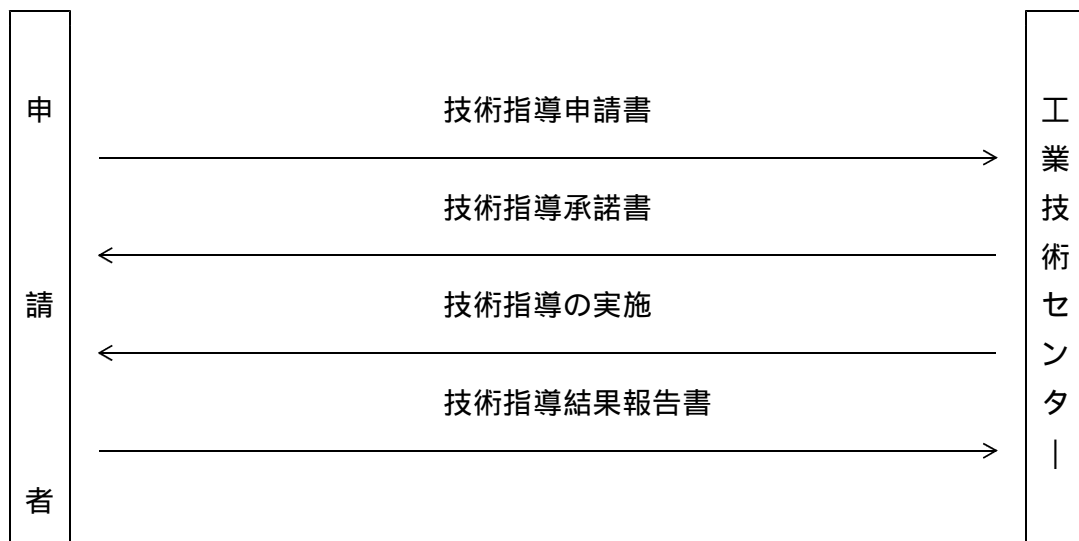 申請者
技術指導申請書
技術指導承諾書
技術指導の実施
技術指導結果報告書
工業技術センター